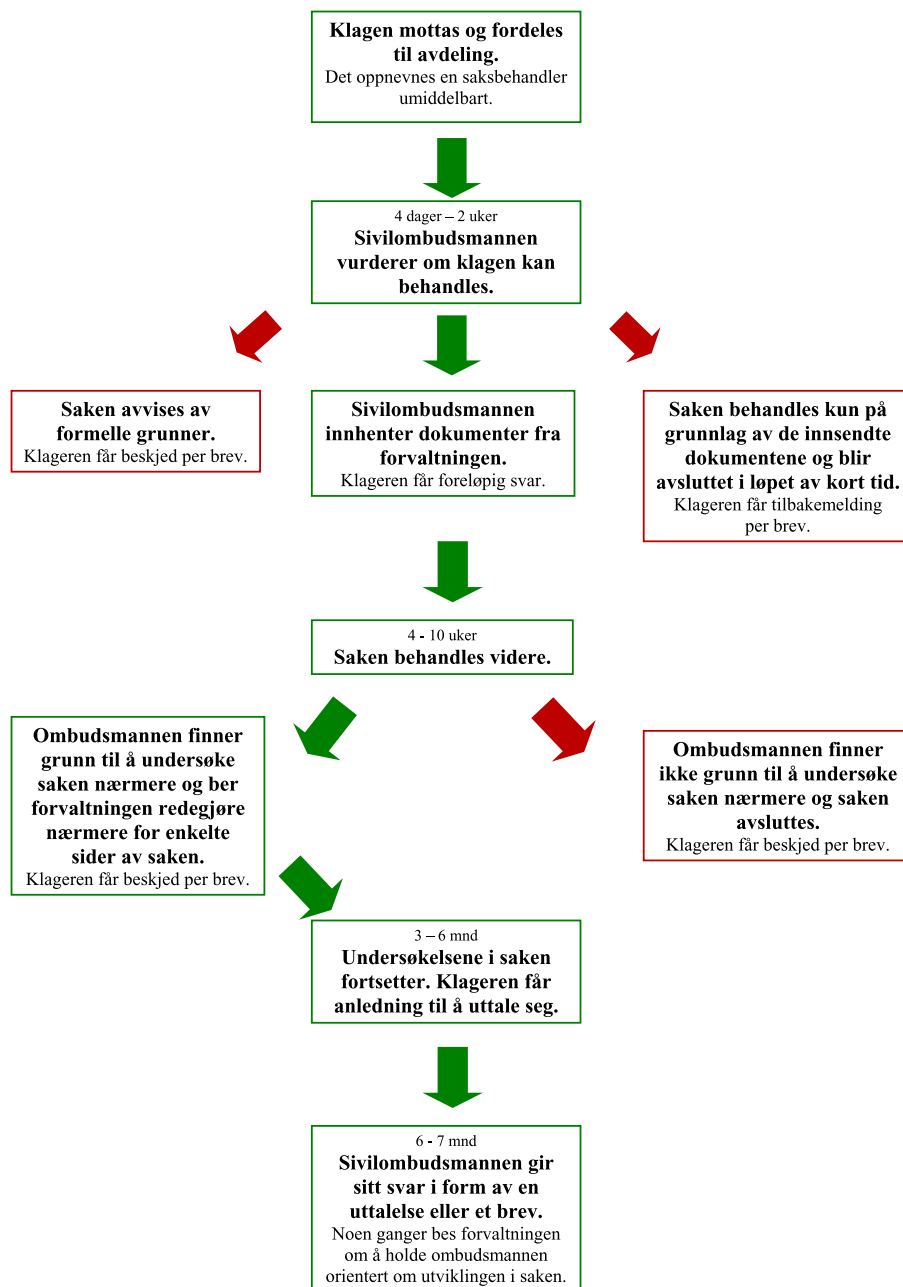 Klagen mottas og fordeles
til avdeling.
Det oppnevnes en saksbehandler
umiddelbart.
4 dager – 2 uker
Sivilombudsmannen
vurderer om klagen kan
behandles.
Saken avvises av
formelle grunner.
Klageren får beskjed per brev.
Sivilombudsmannen
innhenter dokumenter fra
forvaltningen.
Klageren får foreløpig svar.
Saken behandles kun på
grunnlag av de innsendte
dokumentene og blir
avsluttet i løpet av kort tid.
Klageren får tilbakemelding
per brev.
4 - 10 uker
Saken behandles videre.
Ombudsmannen finner
grunn til å undersøke
saken nærmere og ber
forvaltningen redegjøre
nærmere for enkelte
sider av saken.
Klageren får beskjed per brev.
Ombudsmannen finner
ikke grunn til å undersøke
saken nærmere og saken
avsluttes.
Klageren får beskjed per brev.
3 – 6 mnd
Undersøkelsene i saken
fortsetter. Klageren får
anledning til å uttale seg.
6 - 7 mnd
Sivilombudsmannen gir
sitt svar i form av en
uttalelse eller et brev.
Noen ganger bes forvaltningen
om å holde ombudsmannen
orientert om utviklingen i saken.